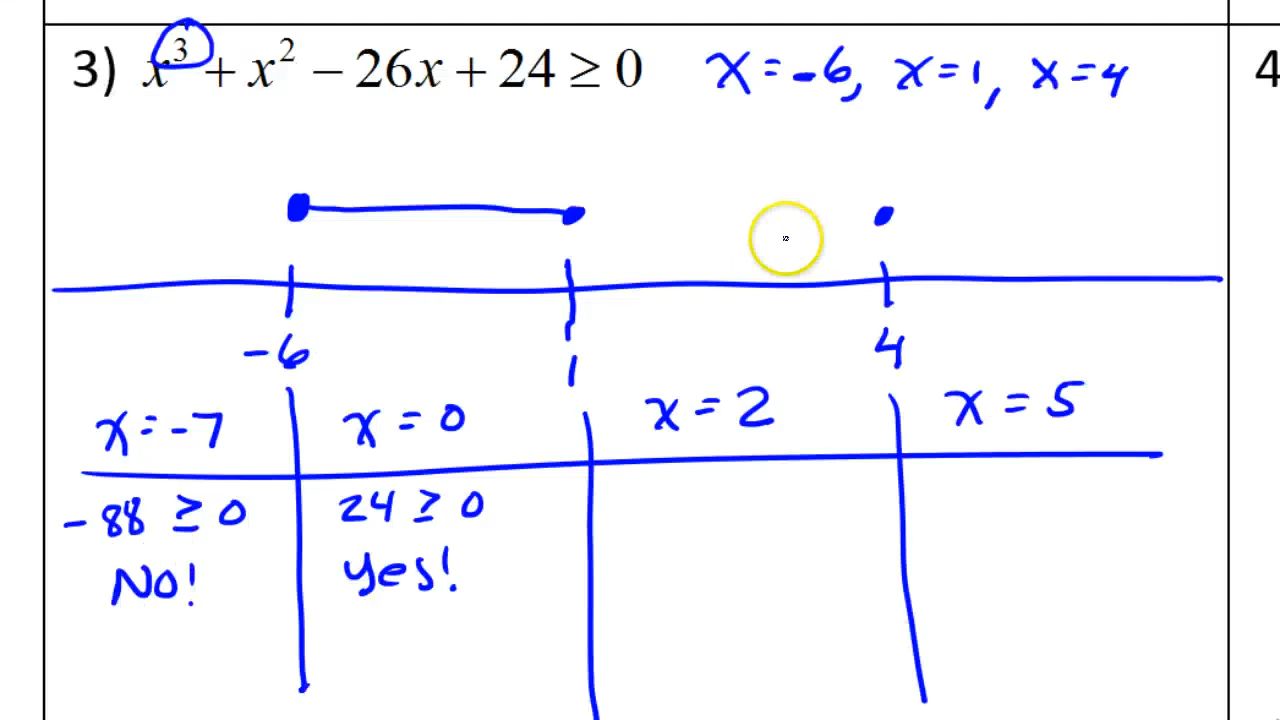 3) x³ + x² − 26x + 24 ≥ 0 x = -6, x = 1, x = 4 4
-6 1 4
x = -7 x = 0 x = 2 x = 5
-88 ≥ 0 24 ≥ 0
No! Yes!